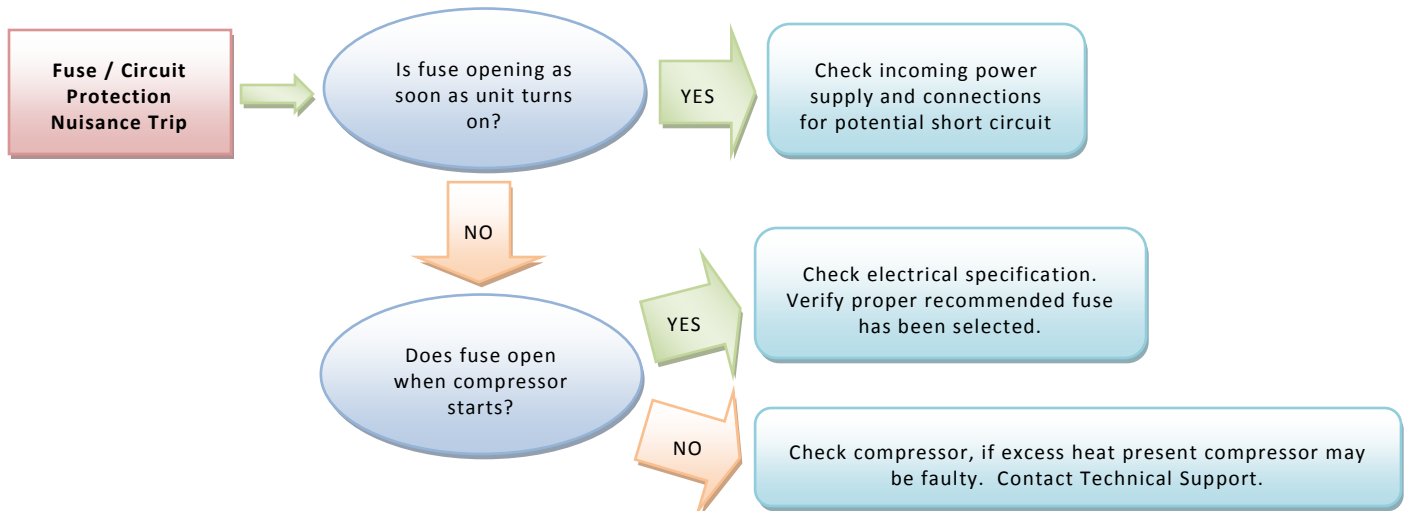 Fuse / Circuit
Protection
Nuisance Trip
Is fuse opening as
soon as unit turns
on?
YES
Check incoming power
supply and connections
for potential short circuit
NO
Does fuse open
when compressor
starts?
YES
Check electrical specification.
Verify proper recommended fuse
has been selected.
NO
Check compressor, if excess heat present compressor may
be faulty.  Contact Technical Support.